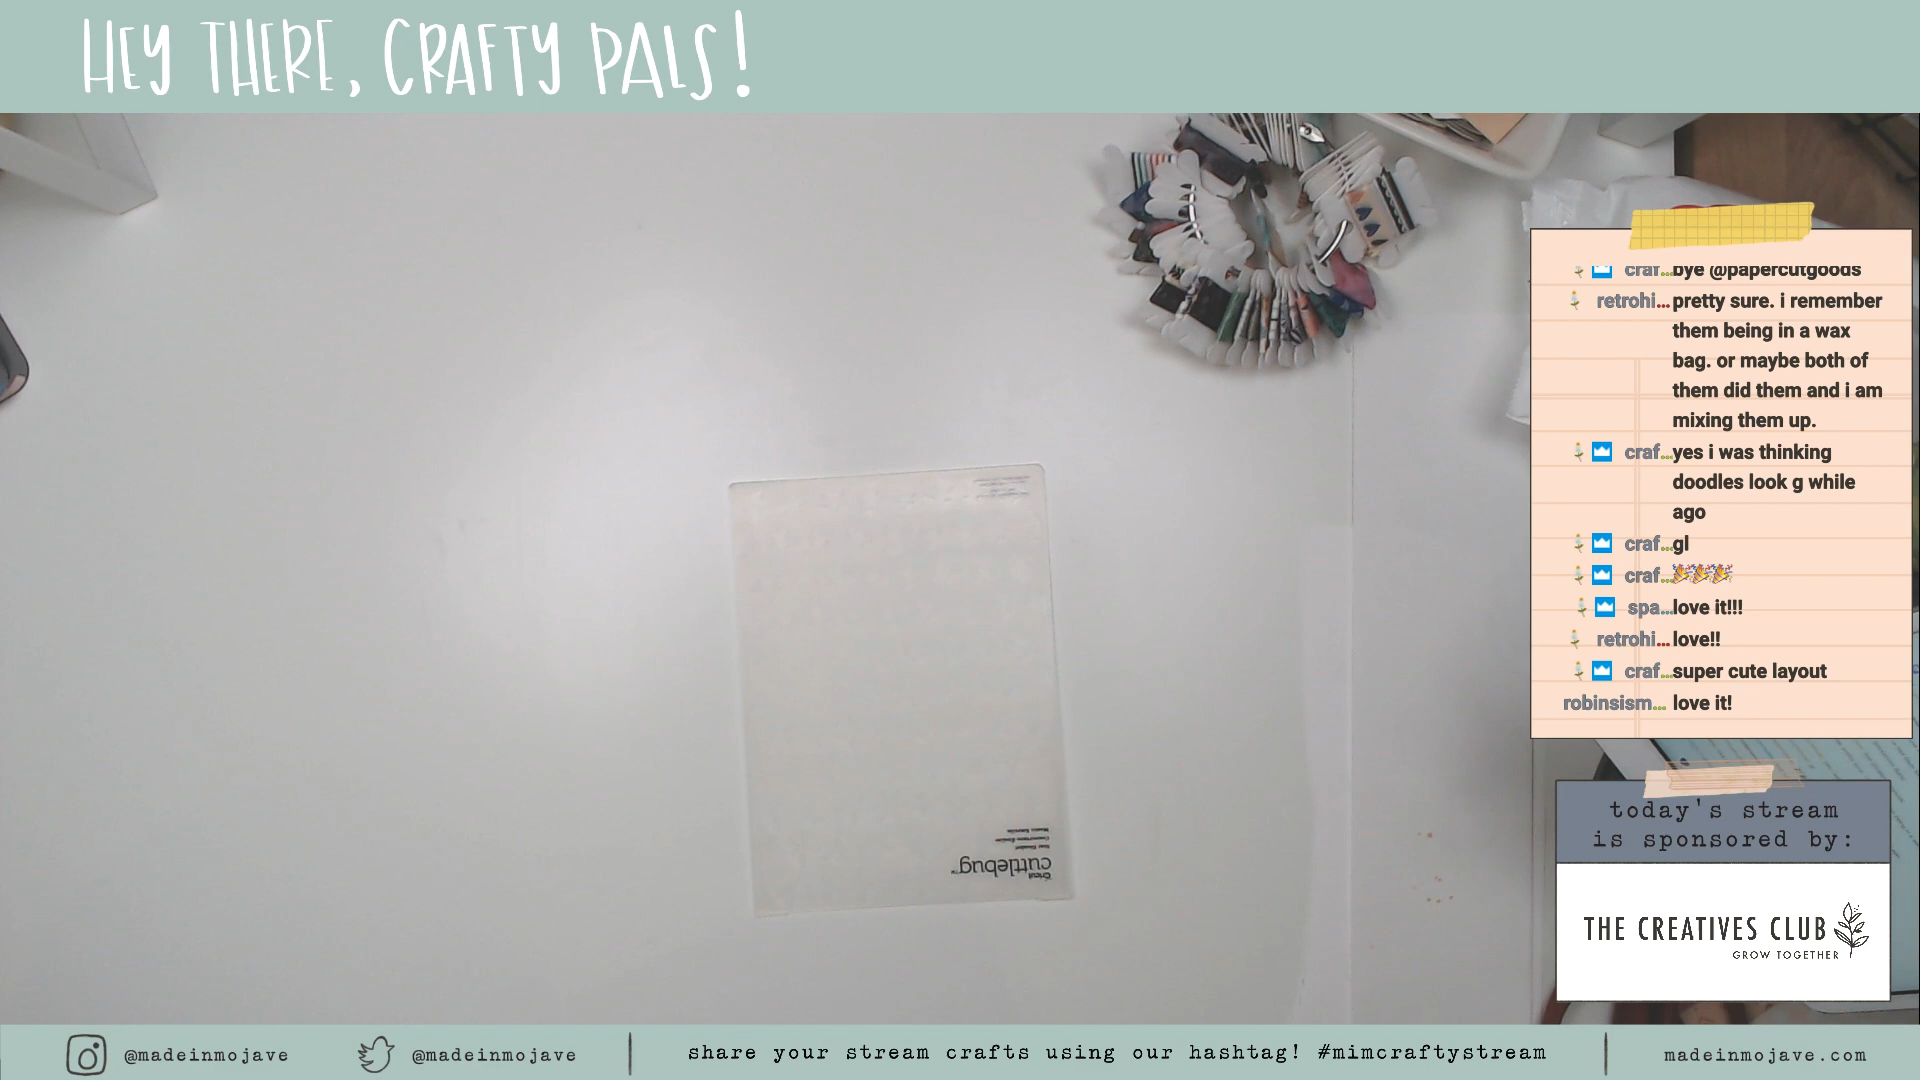 HEY THERE, CRAFTY PALS!
craf...bye @papercutgoods
retrohi...pretty sure. i remember
them being in a wax
bag. or maybe both of
them did them and i am
mixing them up.
craf...yes i was thinking
doodles look g while
ago
craf...gl
craf...🎉🎉🎉
spa...love it!!!
retrohi...love!!
craf...super cute layout
robinsism... love it!
today's stream
is sponsored by:
THE CREATIVES CLUB
GROW TOGETHER
Cricut
cuttlebug™
@madeinmojave
@madeinmojave
share your stream crafts using our hashtag! #mimcraftystream
madeinmojave.com